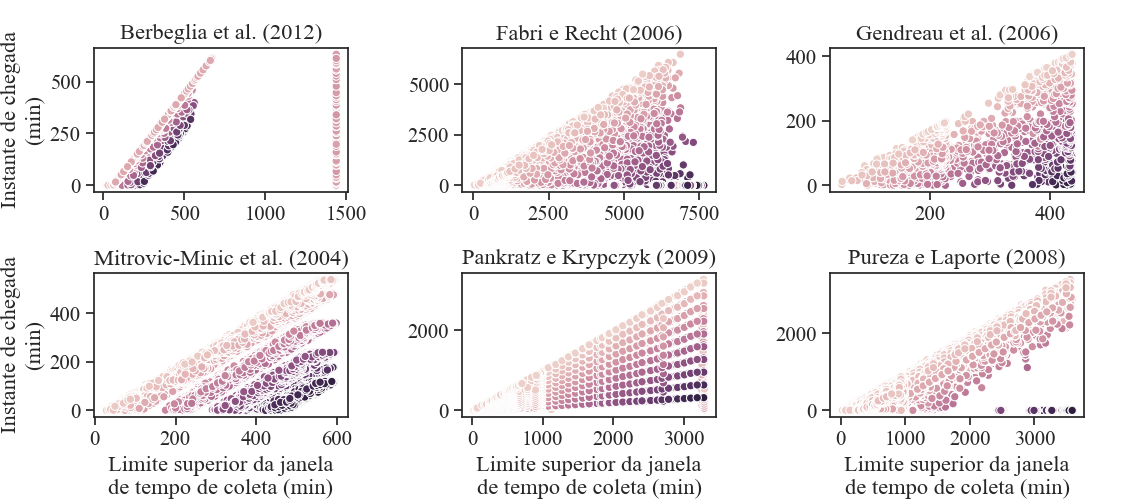 Berbeglia et al. (2012)
Instante de chegada
(min)
500
250
0
0
500
1000
1500
Fabri e Recht (2006)
5000
2500
0
0
2500
5000
7500
Gendreau et al. (2006)
400
200
0
200
400
Mitrovic-Minic et al. (2004)
Instante de chegada
(min)
400
200
0
0
200
400
600
Limite superior da janela
de tempo de coleta (min)
Pankratz e Krypczyk (2009)
2000
0
0
1000
2000
3000
Limite superior da janela
de tempo de coleta (min)
Pureza e Laporte (2008)
2000
0
0
1000
2000
3000
Limite superior da janela
de tempo de coleta (min)